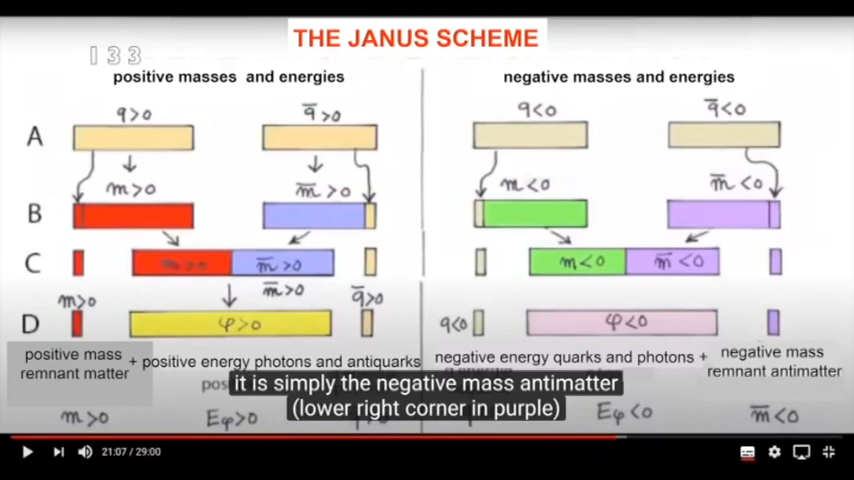 THE JANUS SCHEME
133
positive masses and energies
negative masses and energies
q>0
q̅>0
q<0
q̅<0
A
m>0
m̅>0
m<0
m̅<0
B
C
m>0
m̅>0
m<0
m̅<0
m>0
m̅>0
q̅>0
D
φ>0
q<0
φ<0
positive mass
remnant matter
+ positive energy photons and antiquarks
negative energy quarks and photons +
negative mass
remnant antimatter
it is simply the negative mass antimatter
(lower right corner in purple)
m>0
Eφ>0
Eφ<0
m̅<0
21:07 / 29:00